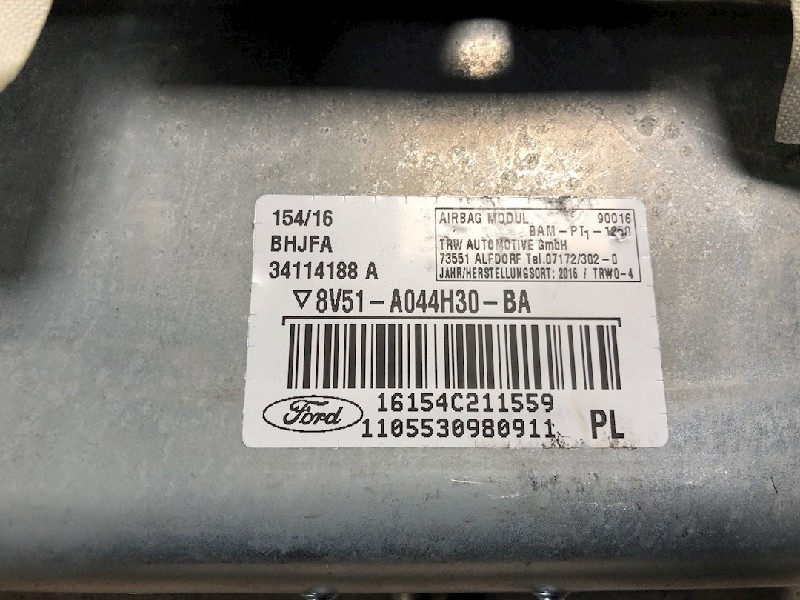 154/16
BHJFA
34114188 A
AIRBAG MODUL 90016
BAM-PT1-1250
TRW AUTOMOTIVE GmbH
73551 ALFDORF Tel.07172/302-0
JAHR/HERSTELLUNGSORT: 2016 / TRWO-4
▽8V51-A044H30-BA
16154C211559
Ford
1105530980911 PL